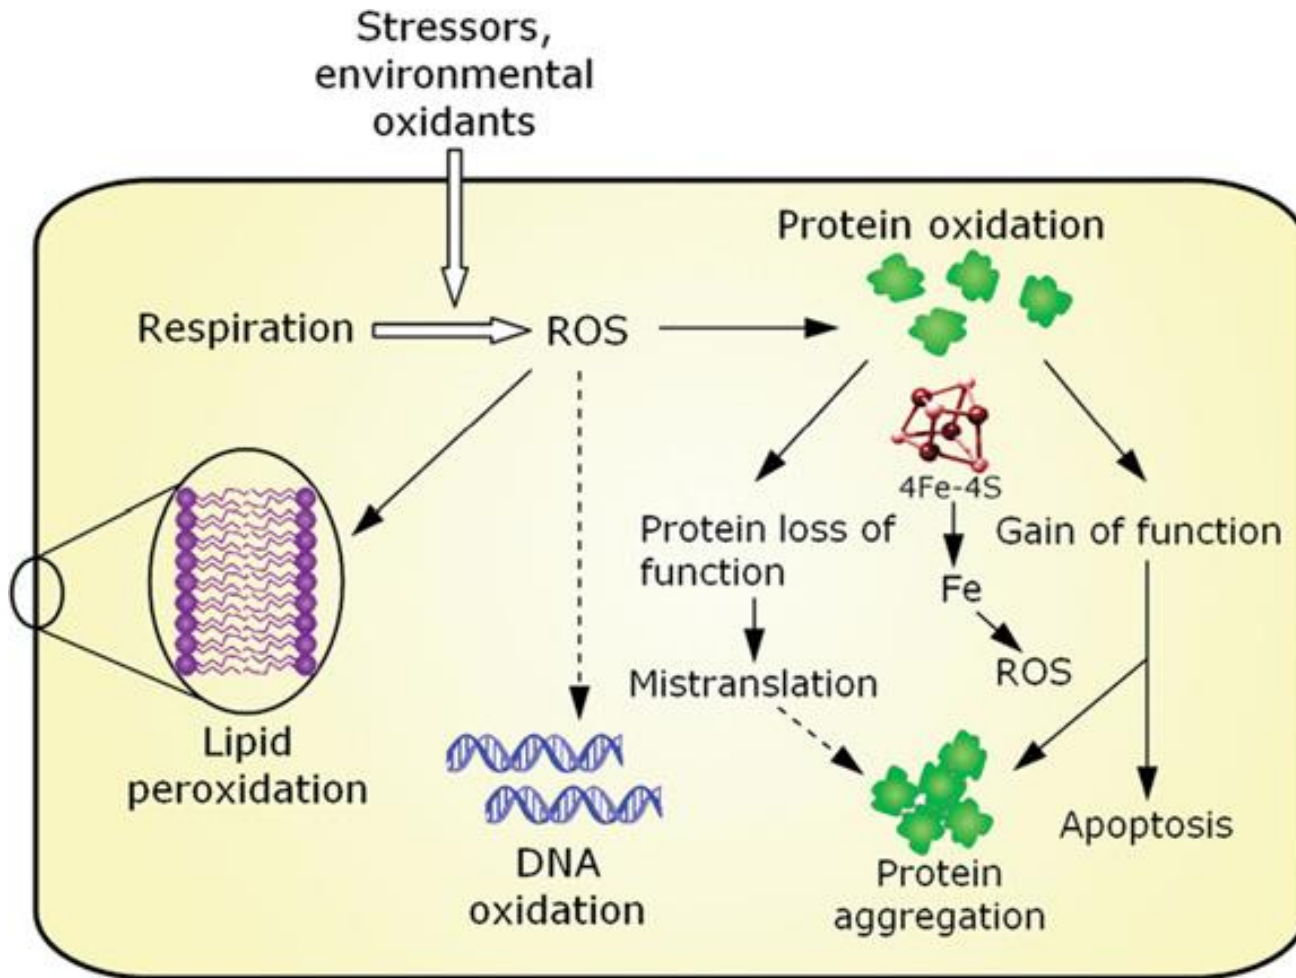 Stressors,
environmental
oxidants
Protein oxidation
Respiration
ROS
4Fe-4S
Protein loss of
function
Gain of function
Fe
ROS
Mistranslation
Lipid
peroxidation
DNA
oxidation
Protein
aggregation
Apoptosis